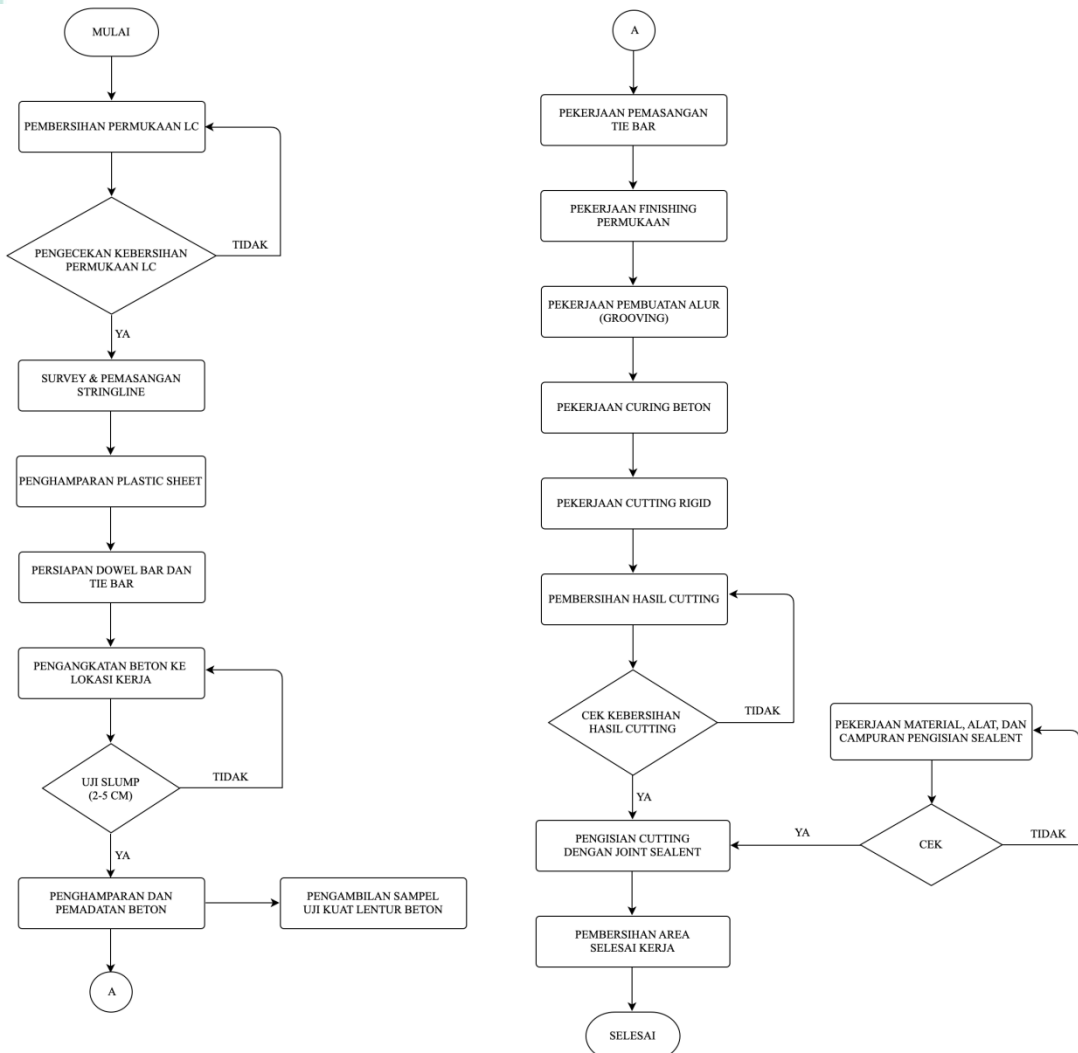 MULAI
PEMBERSIHAN PERMUKAAN LC
PENGECEKAN KEBERSIHAN
PERMUKAAN LC
TIDAK
YA
SURVEY & PEMASANGAN
STRINGLINE
PENGHAMPARAN PLASTIC SHEET
PERSIAPAN DOWEL BAR DAN
TIE BAR
PENGANGKATAN BETON KE
LOKASI KERJA
UJI SLUMP
(2-5 CM)
TIDAK
YA
PENGHAMPARAN DAN
PEMADATAN BETON
PENGAMBILAN SAMPEL
UJI KUAT LENTUR BETON
A
A
PEKERJAAN PEMASANGAN
TIE BAR
PEKERJAAN FINISHING
PERMUKAAN
PEKERJAAN PEMBUATAN ALUR
(GROOVING)
PEKERJAAN CURING BETON
PEKERJAAN CUTTING RIGID
PEMBERSIHAN HASIL CUTTING
CEK KEBERSIHAN
HASIL CUTTING
TIDAK
YA
PEKERJAAN MATERIAL, ALAT, DAN
CAMPURAN PENGISIAN SEALENT
CEK
TIDAK
YA
PENGISIAN CUTTING
DENGAN JOINT SEALENT
PEMBERSIHAN AREA
SELESAI KERJA
SELESAI